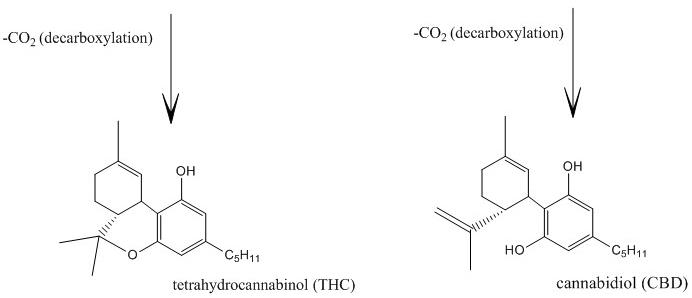 -CO₂ (decarboxylation)
-CO₂ (decarboxylation)
OH
O
C₅H₁₁
tetrahydrocannabinol (THC)
OH
HO
C₅H₁₁
cannabidiol (CBD)